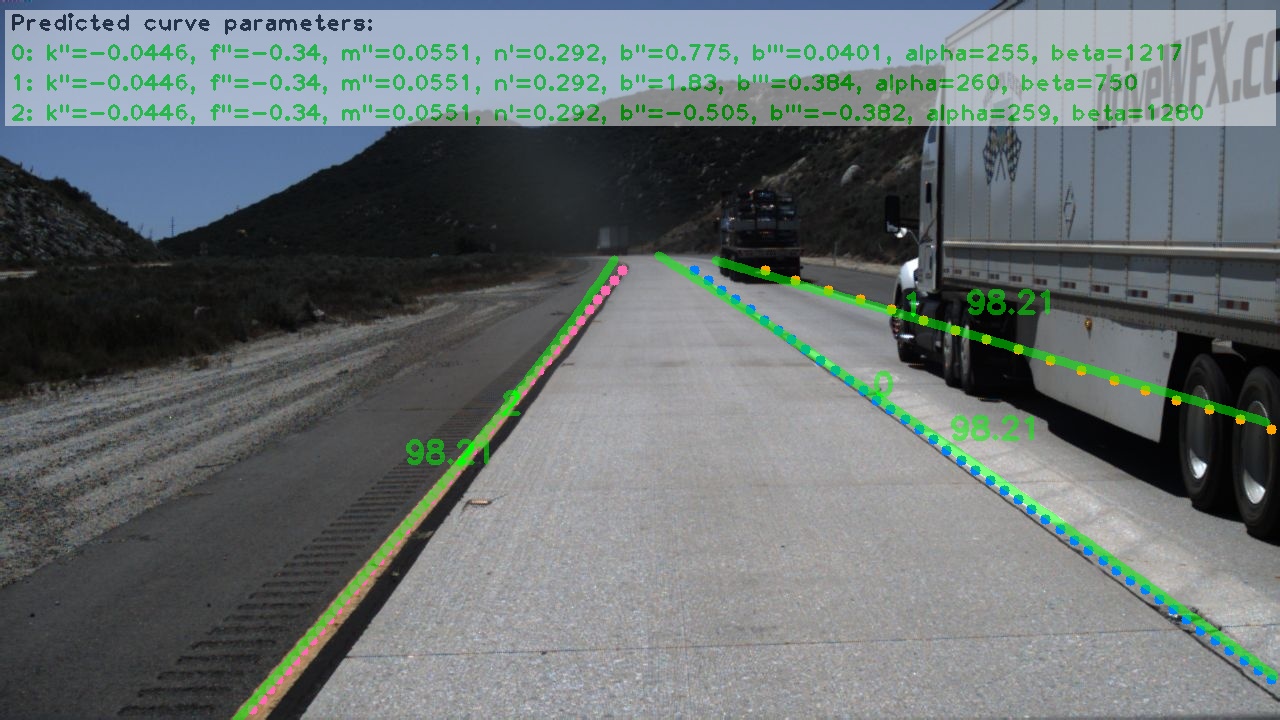 Predicted curve parameters:
0: k''=-0.0446, f''=-0.34, m''=0.0551, n'=0.292, b''=0.775, b'''=0.0401, alpha=255, beta=1217
1: k''=-0.0446, f''=-0.34, m''=0.0551, n'=0.292, b''=1.83, b'''=0.384, alpha=260, beta=750
2: k''=-0.0446, f''=-0.34, m''=0.0551, n'=0.292, b''=-0.505, b'''=-0.382, alpha=259, beta=1280
1 98.21
0
98.21
2
98.21